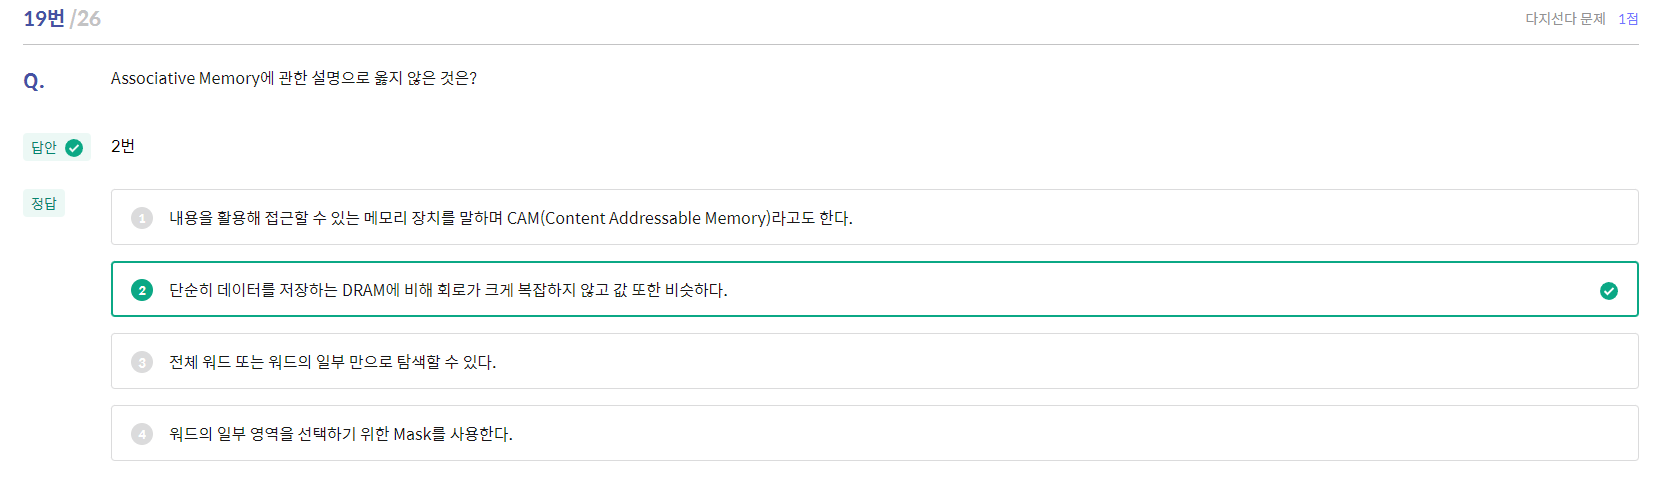 19번 /26
다지선다 문제 1점
Q. Associative Memory에 관한 설명으로 옳지 않은 것은?
답안 2번
정답
1 내용을 활용해 접근할 수 있는 메모리 장치를 말하며 CAM(Content Addressable Memory)라고도 한다.
2 단순히 데이터를 저장하는 DRAM에 비해 회로가 크게 복잡하지 않고 값 또한 비슷하다.
3 전체 워드 또는 워드의 일부 만으로 탐색할 수 있다.
4 워드의 일부 영역을 선택하기 위한 Mask를 사용한다.